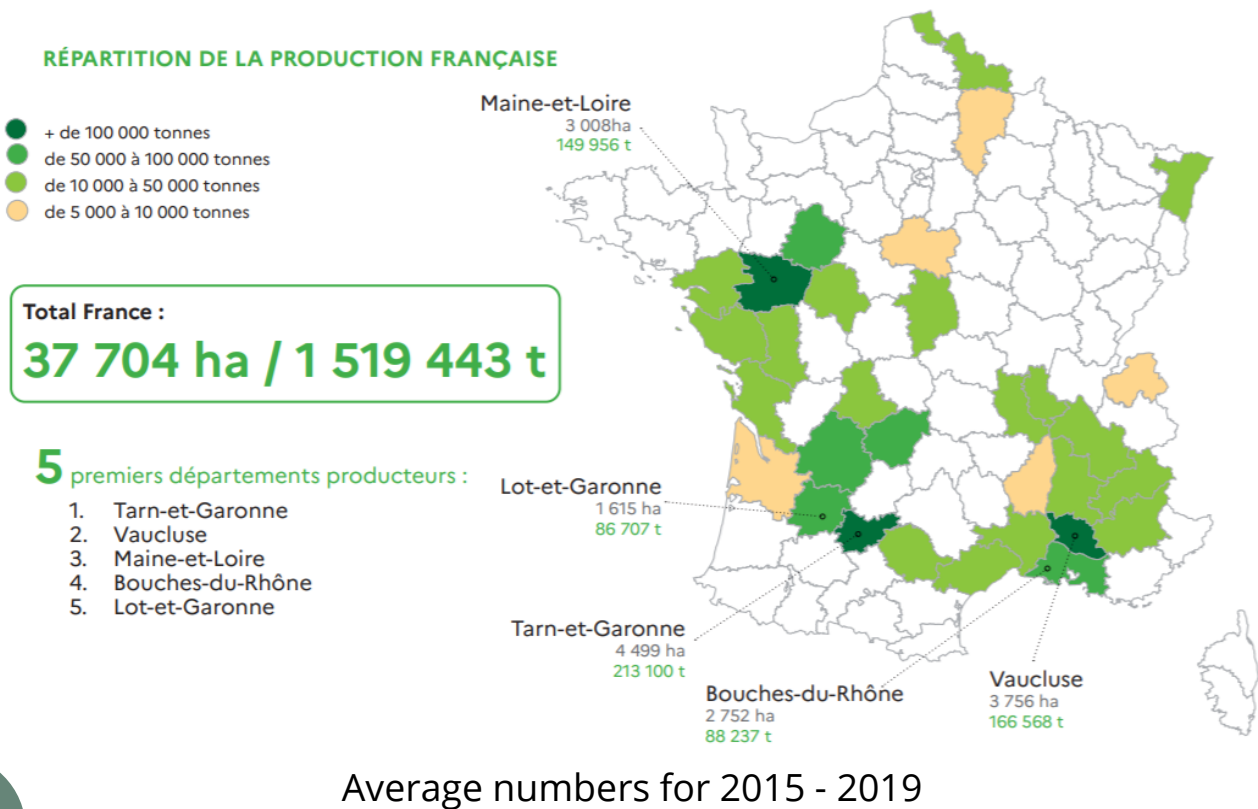 RÉPARTITION DE LA PRODUCTION FRANÇAISE
+ de 100 000 tonnes
de 50 000 à 100 000 tonnes
de 10 000 à 50 000 tonnes
de 5 000 à 10 000 tonnes
Total France :
37 704 ha / 1 519 443 t
5 premiers départements producteurs :
1. Tarn-et-Garonne
2. Vaucluse
3. Maine-et-Loire
4. Bouches-du-Rhône
5. Lot-et-Garonne
Maine-et-Loire
3 008ha
149 956 t
Lot-et-Garonne
1 615 ha
86 707 t
Tarn-et-Garonne
4 499 ha
213 100 t
Bouches-du-Rhône
2 752 ha
88 237 t
Vaucluse
3 756 ha
166 568 t
Average numbers for 2015 - 2019